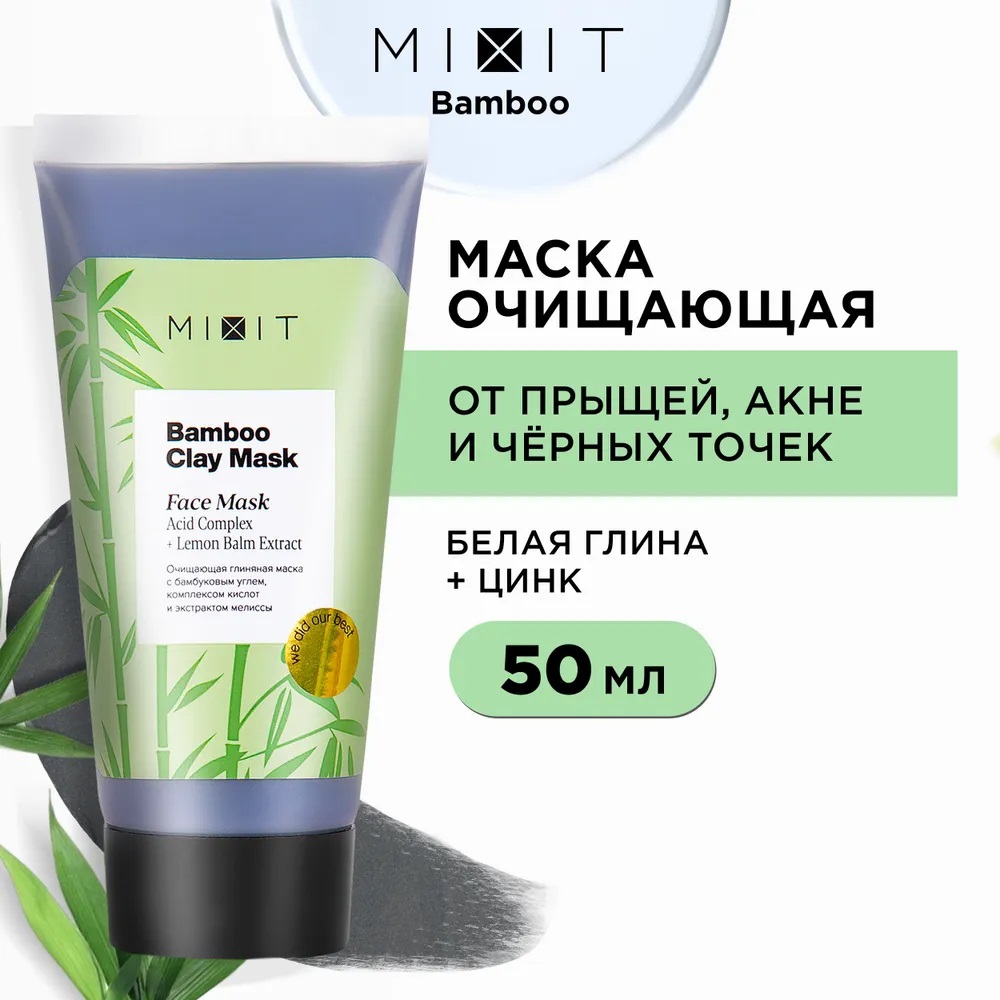 MIXIT
Bamboo
МАСКА
ОЧИЩАЮЩАЯ
ОТ ПРЫЩЕЙ, АКНЕ
И ЧЁРНЫХ ТОЧЕК
БЕЛАЯ ГЛИНА
+ ЦИНК
50 мл
MIXIT
Bamboo
Clay Mask
Face Mask
Acid Complex
+ Lemon Balm Extract
Очищающая глиняная маска
с бамбуковым углем,
комплексом кислот
и экстрактом мелиссы
we did our best